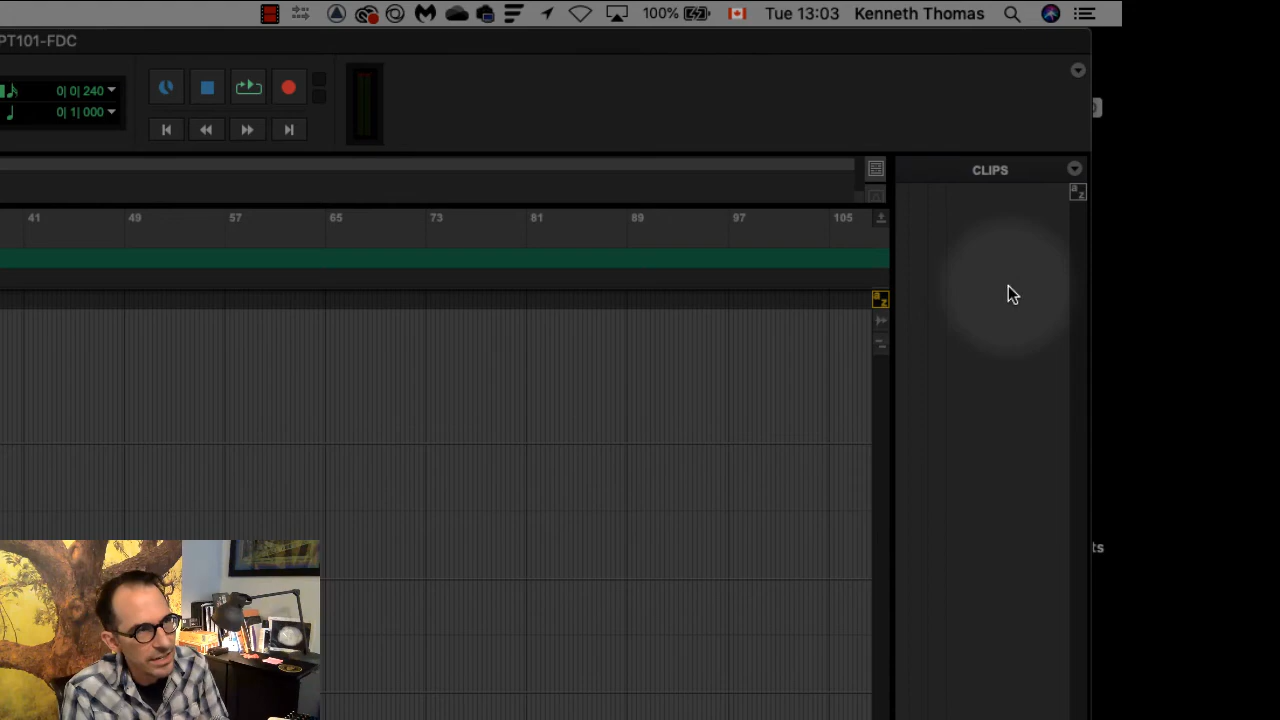 100% Tue 13:03 Kenneth Thomas
PT101-FDC
0| 0| 240
0| 1| 000
CLIPS
a z
41 49 57 65 73 81 89 97 105
a z
ts